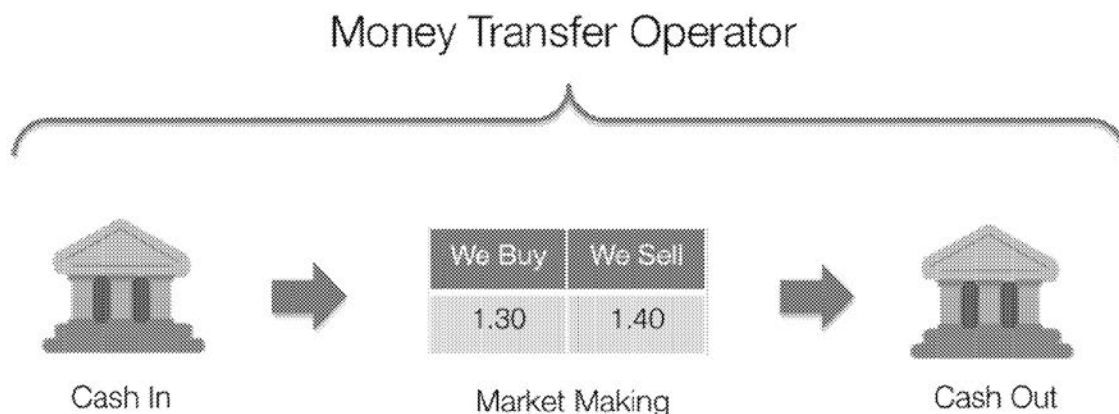 Money Transfer Operator
We Buy We Sell
1.30 1.40
Cash In Market Making Cash Out